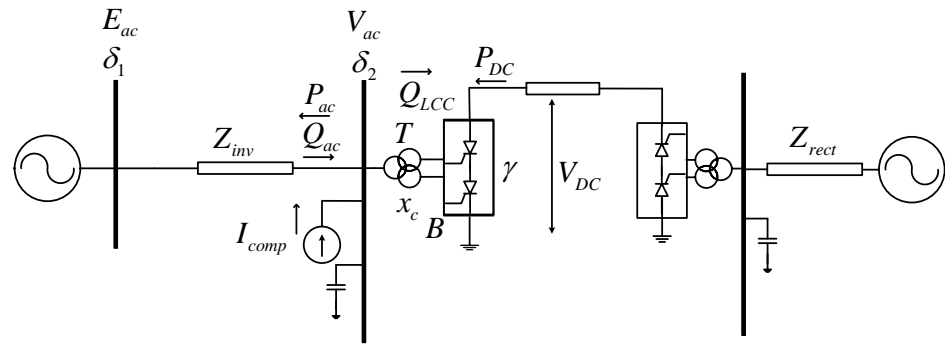 E_ac
δ_1
V_ac
δ_2
P_ac
Q_ac
Z_inv
Q_LCC
P_DC
T
x_c
B
γ
V_DC
I_comp
Z_rect